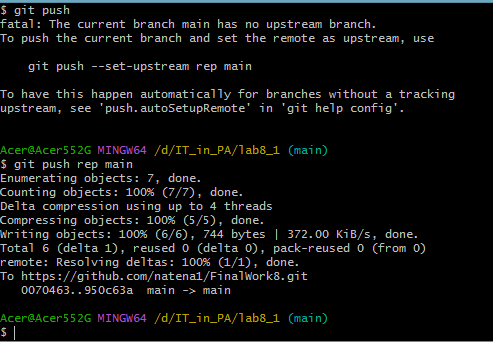 $ git push
fatal: The current branch main has no upstream branch.
To push the current branch and set the remote as upstream, use
git push --set-upstream rep main
To have this happen automatically for branches without a tracking
upstream, see 'push.autoSetupRemote' in 'git help config'.
Acer@Acer552G MINGW64 /d/IT_in_PA/lab8_1 (main)
$ git push rep main
Enumerating objects: 7, done.
Counting objects: 100% (7/7), done.
Delta compression using up to 4 threads
Compressing objects: 100% (5/5), done.
Writing objects: 100% (6/6), 744 bytes | 372.00 KiB/s, done.
Total 6 (delta 1), reused 0 (delta 0), pack-reused 0 (from 0)
remote: Resolving deltas: 100% (1/1), done.
To https://github.com/natena1/FinalWork8.git
0070463..950c63a  main -> main
Acer@Acer552G MINGW64 /d/IT_in_PA/lab8_1 (main)
$